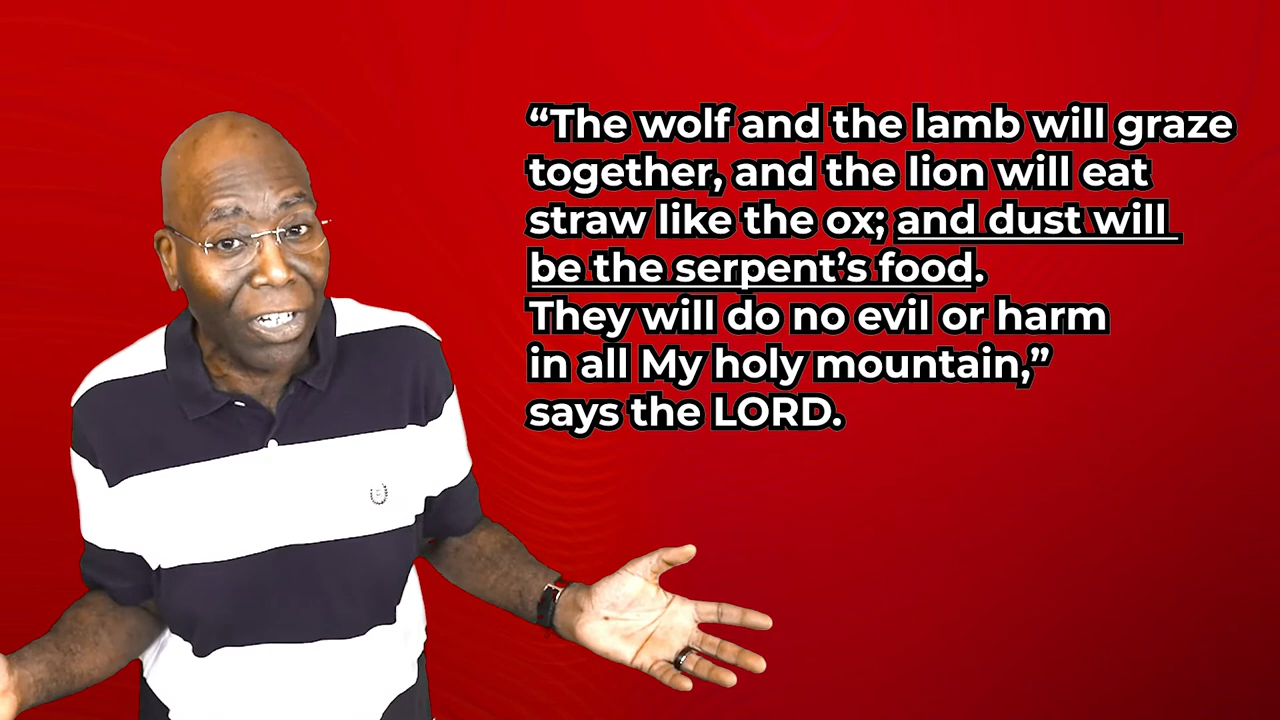 “The wolf and the lamb will graze
together, and the lion will eat
straw like the ox; and dust will
be the serpent’s food.
They will do no evil or harm
in all My holy mountain,”
says the LORD.